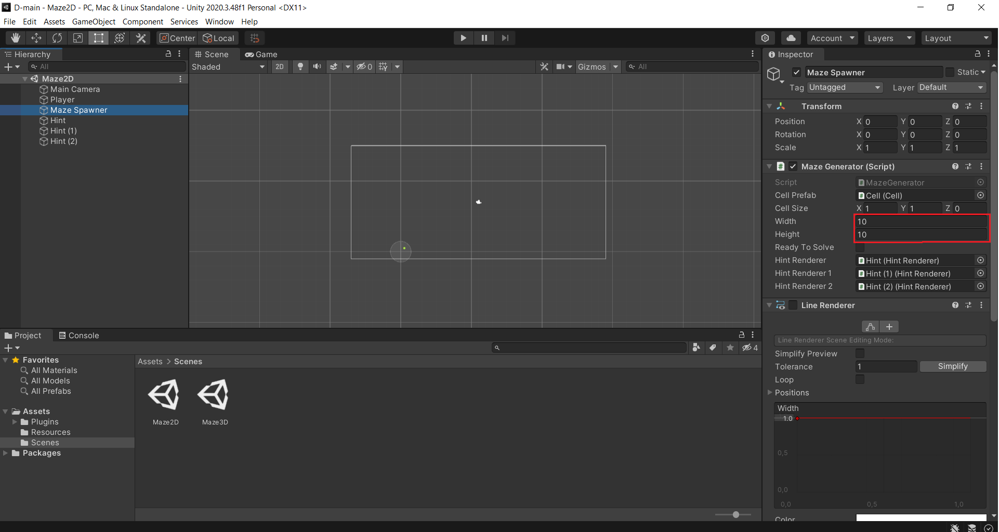 D-main - Maze2D - PC, Mac & Linux Standalone - Unity 2020.3.48f1 Personal <DX11>
File Edit Assets GameObject Component Services Window Help
Center Local Account Layers Layout
Hierarchy
All
Maze2D
Main Camera
Player
Maze Spawner
Hint
Hint (1)
Hint (2)
Scene Game
Shaded 2D 0 Gizmos All
Inspector
Maze Spawner Static
Tag Untagged Layer Default
Transform
Position X 0 Y 0 Z 0
Rotation X 0 Y 0 Z 0
Scale X 1 Y 1 Z 1
Maze Generator (Script)
Script MazeGenerator
Cell Prefab Cell (Cell)
Cell Size X 1 Y 1 Z 0
Width 10
Height 10
Ready To Solve
Hint Renderer Hint (Hint Renderer)
Hint Renderer 1 Hint (1) (Hint Renderer)
Hint Renderer 2 Hint (2) (Hint Renderer)
Line Renderer
Line Renderer Scene Editing Mode:
Simplify Preview
Tolerance 1 Simplify
Loop
Positions
Width
1.0
0,5
0,0
0,0 0,5 1,0
Color
Project Console
4
Favorites
All Materials
All Models
All Prefabs
Assets
Plugins
Resources
Scenes
Packages
Assets > Scenes
Maze2D Maze3D